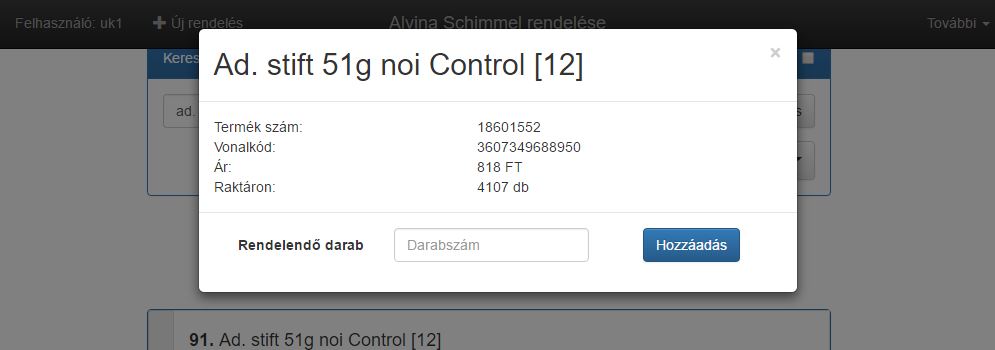 Felhasználó: uk1 Új rendelés Alvina Schimmel rendelése További
Keres
Ad. stift 51g noi Control [12] ×
ad.
Termék szám: 18601552
Vonalkód: 3607349688950
Ár: 818 FT
Raktáron: 4107 db
Rendelendő darab Darabszám Hozzáadás
91. Ad. stift 51g noi Control [12]